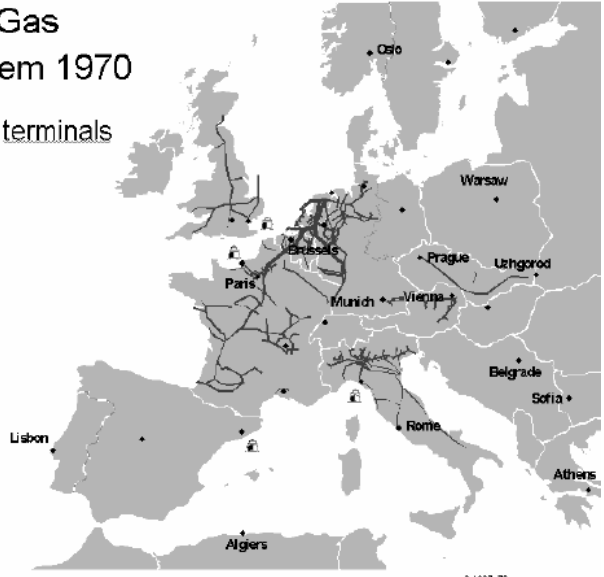 Gas
em 1970
terminals
Oslo
Warsaw
Brussels
Prague
Uzhgorod
Paris
Munich
Vienna
Belgrade
Sofia
Lisbon
Rome
Athens
Algiers